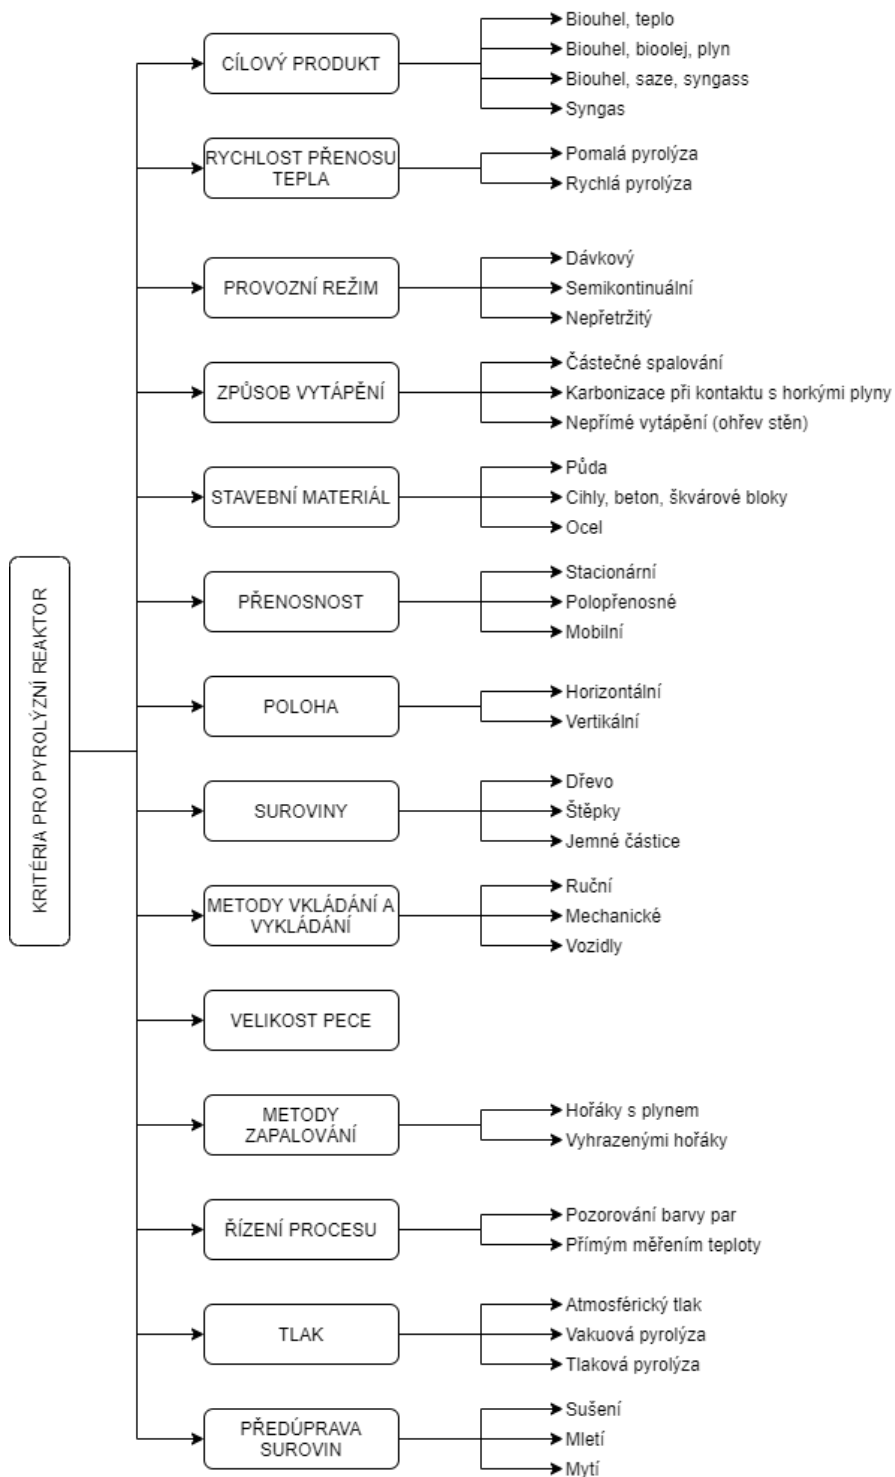 KRITÉRIA PRO PYROLÝZNÍ REAKTOR
CÍLOVÝ PRODUKT
Biouhel, teplo
Biouhel, bioolej, plyn
Biouhel, saze, syngass
Syngas
RYCHLOST PŘENOSU
TEPLA
Pomalá pyrolýza
Rychlá pyrolýza
PROVOZNÍ REŽIM
Dávkový
Semikontinuální
Nepřetržitý
ZPŮSOB VYTÁPĚNÍ
Částečné spalování
Karbonizace při kontaktu s horkými plyny
Nepřímé vytápění (ohřev stěn)
STAVEBNÍ MATERIÁL
Půda
Cihly, beton, škvárové bloky
Ocel
PŘENOSNOST
Stacionární
Polopřenosné
Mobilní
POLOHA
Horizontální
Vertikální
SUROVINY
Dřevo
Štěpky
Jemné částice
METODY VKLÁDÁNÍ A
VYKLÁDÁNÍ
Ruční
Mechanické
Vozidly
VELIKOST PECE
METODY
ZAPALOVÁNÍ
Hořáky s plynem
Vyhrazenými hořáky
ŘÍZENÍ PROCESU
Pozorování barvy par
Přímým měřením teploty
TLAK
Atmosférický tlak
Vakuová pyrolýza
Tlaková pyrolýza
PŘEDÚPRAVA
SUROVIN
Sušení
Mletí
Mytí